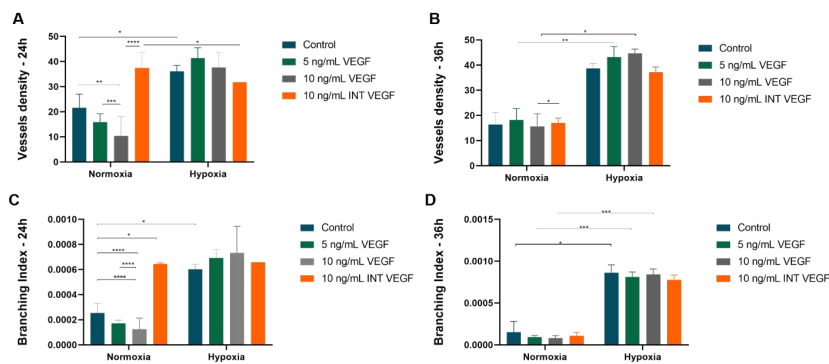 A
Vessels density - 24h
50
40
30
20
10
0
*
*
****
**
***
Normoxia
Hypoxia
Control
5 ng/mL VEGF
10 ng/mL VEGF
10 ng/mL INT VEGF
B
Vessels density - 36h
50
40
30
20
10
0
*
**
*
Normoxia
Hypoxia
Control
5 ng/mL VEGF
10 ng/mL VEGF
10 ng/mL INT VEGF
C
Branching Index - 24h
0.0010
0.0008
0.0006
0.0004
0.0002
0.0000
*
*
****
****
****
Normoxia
Hypoxia
Control
5 ng/mL VEGF
10 ng/mL VEGF
10 ng/mL INT VEGF
D
Branching Index - 36h
0.0015
0.0010
0.0005
0.0000
***
***
*
Normoxia
Hypoxia
Control
5 ng/mL VEGF
10 ng/mL VEGF
10 ng/mL INT VEGF